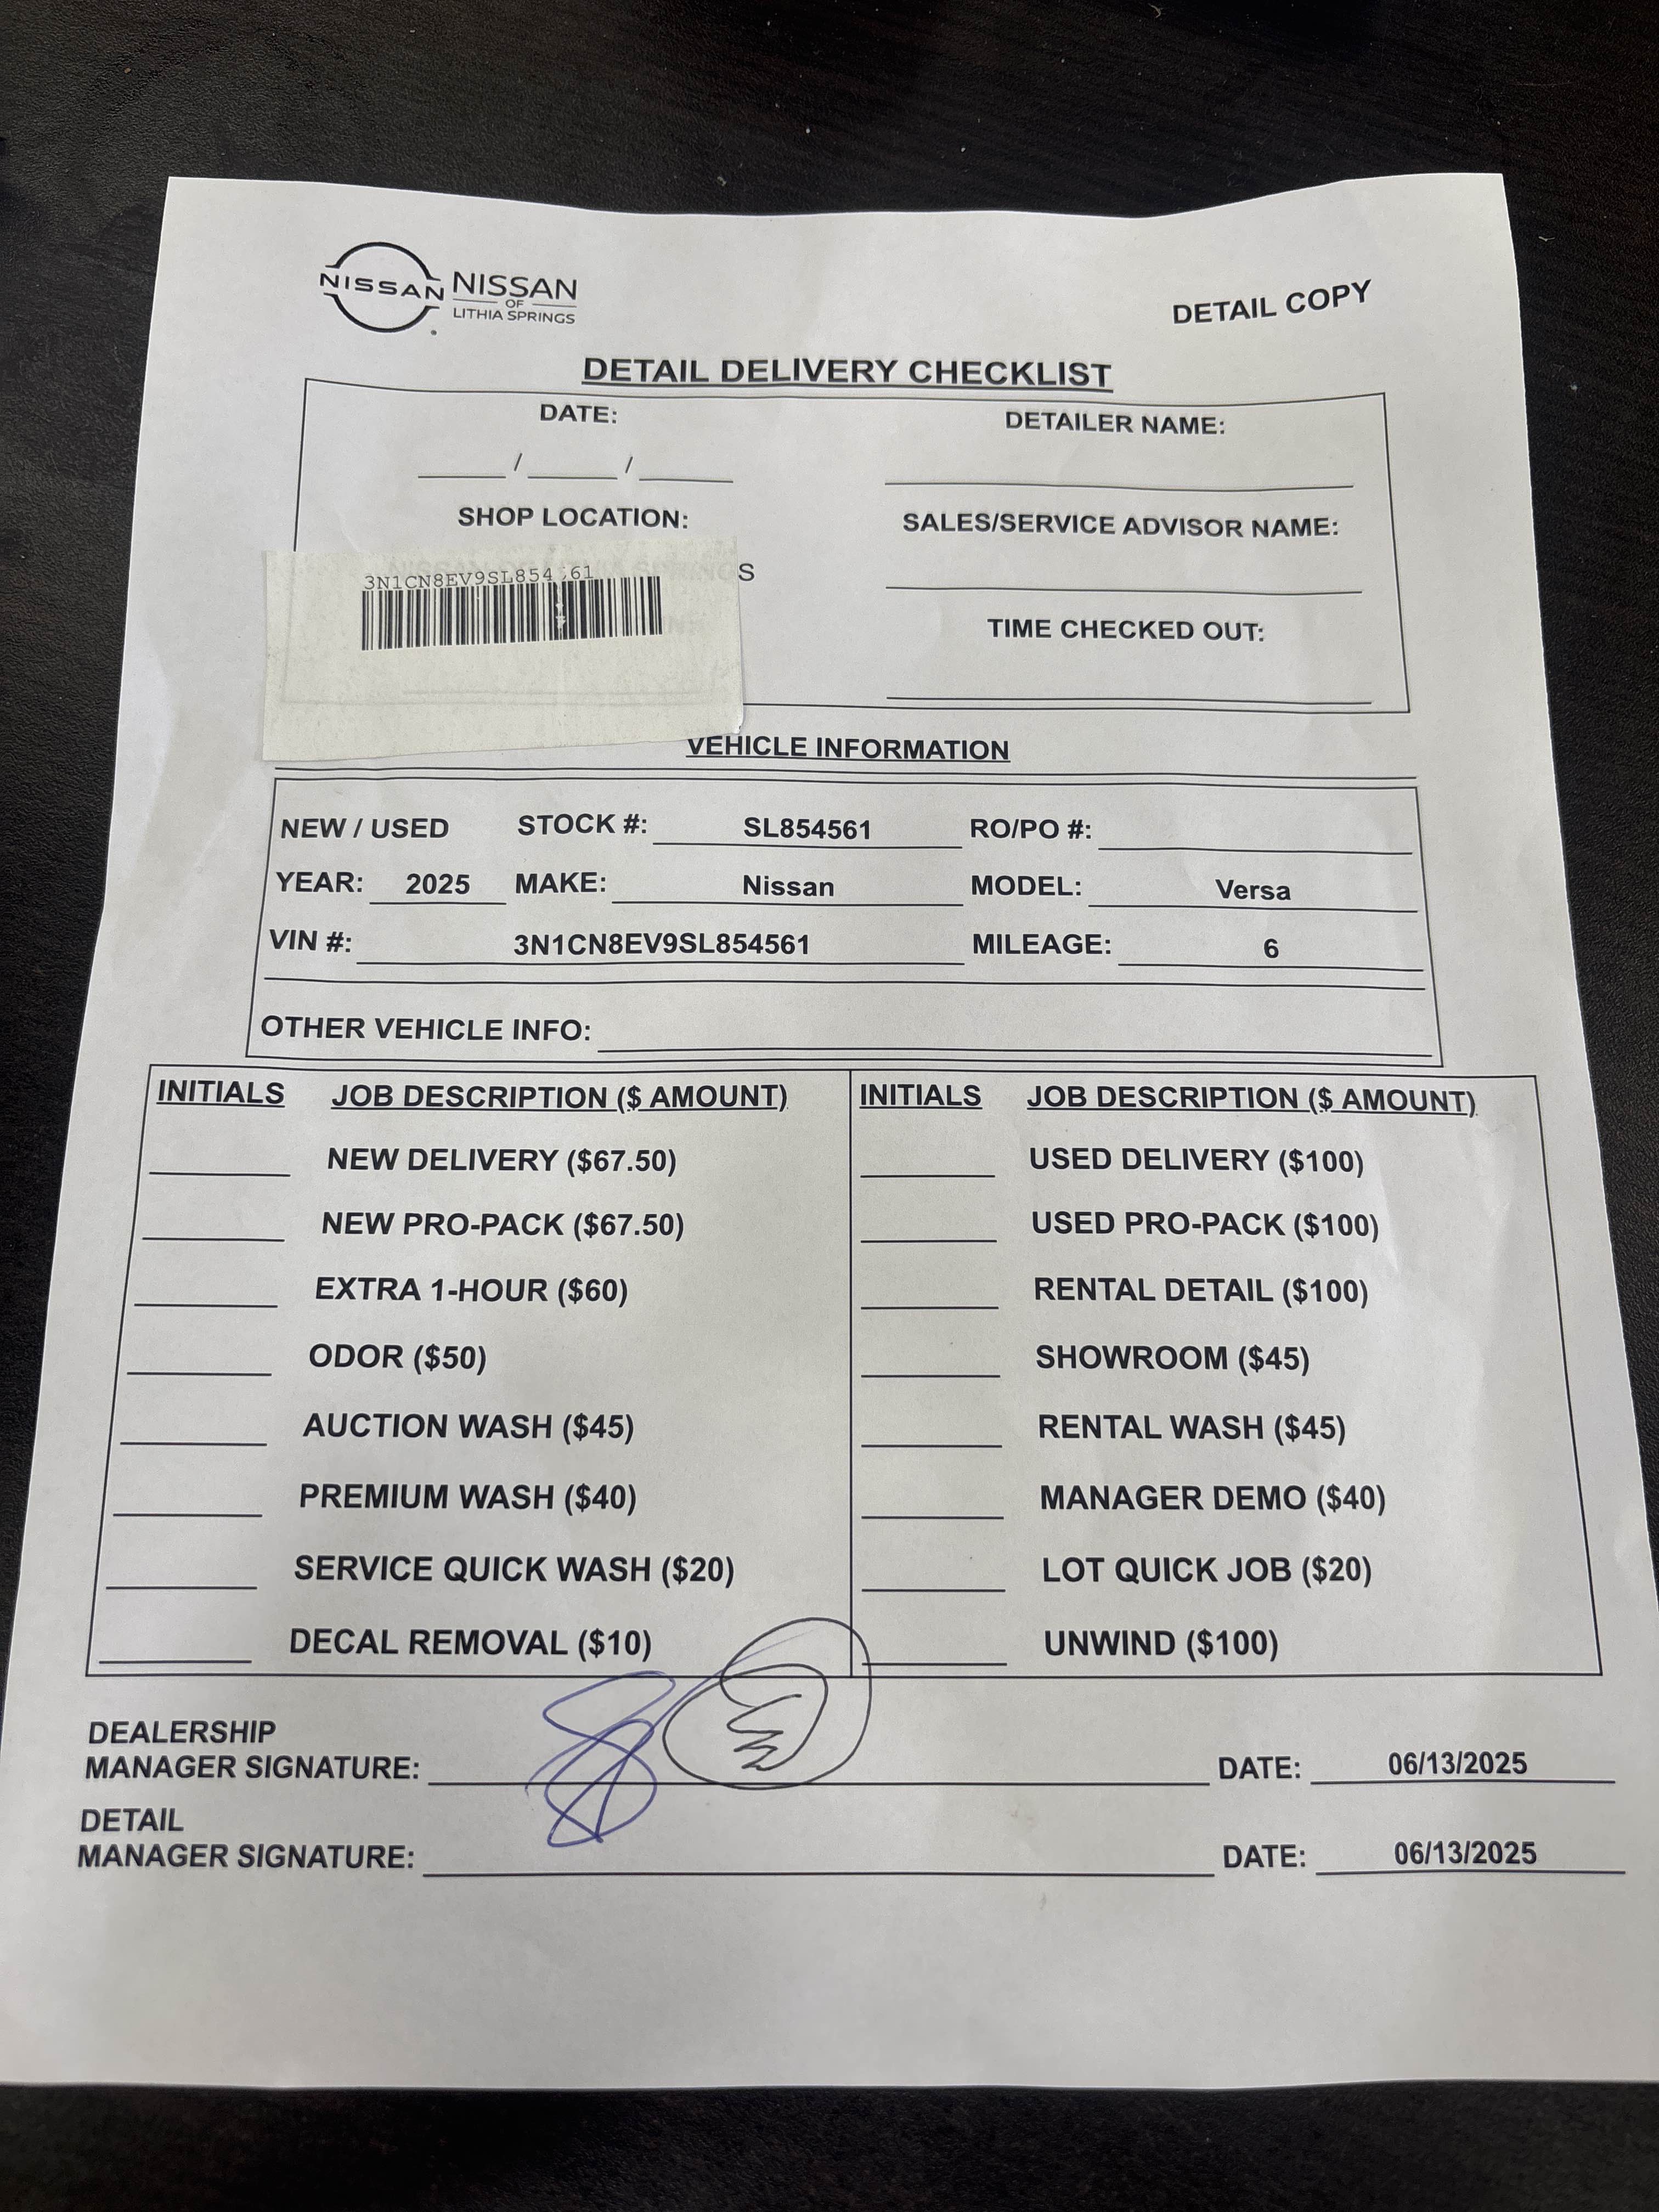 NISSAN NISSAN
OF
LITHIA SPRINGS
DETAIL COPY
DETAIL DELIVERY CHECKLIST
DATE: DETAILER NAME:
____ / ____ / ____
SHOP LOCATION: SALES/SERVICE ADVISOR NAME:
3N1CN8EV9SL854 61 S
TIME CHECKED OUT:
VEHICLE INFORMATION
NEW / USED STOCK #: SL854561 RO/PO #:
YEAR: 2025 MAKE: Nissan MODEL: Versa
VIN #: 3N1CN8EV9SL854561 MILEAGE: 6
OTHER VEHICLE INFO:
INITIALS JOB DESCRIPTION ($ AMOUNT) INITIALS JOB DESCRIPTION ($ AMOUNT)
NEW DELIVERY ($67.50) USED DELIVERY ($100)
NEW PRO-PACK ($67.50) USED PRO-PACK ($100)
EXTRA 1-HOUR ($60) RENTAL DETAIL ($100)
ODOR ($50) SHOWROOM ($45)
AUCTION WASH ($45) RENTAL WASH ($45)
PREMIUM WASH ($40) MANAGER DEMO ($40)
SERVICE QUICK WASH ($20) LOT QUICK JOB ($20)
DECAL REMOVAL ($10) UNWIND ($100)
DEALERSHIP
MANAGER SIGNATURE: DATE: 06/13/2025
DETAIL
MANAGER SIGNATURE: DATE: 06/13/2025